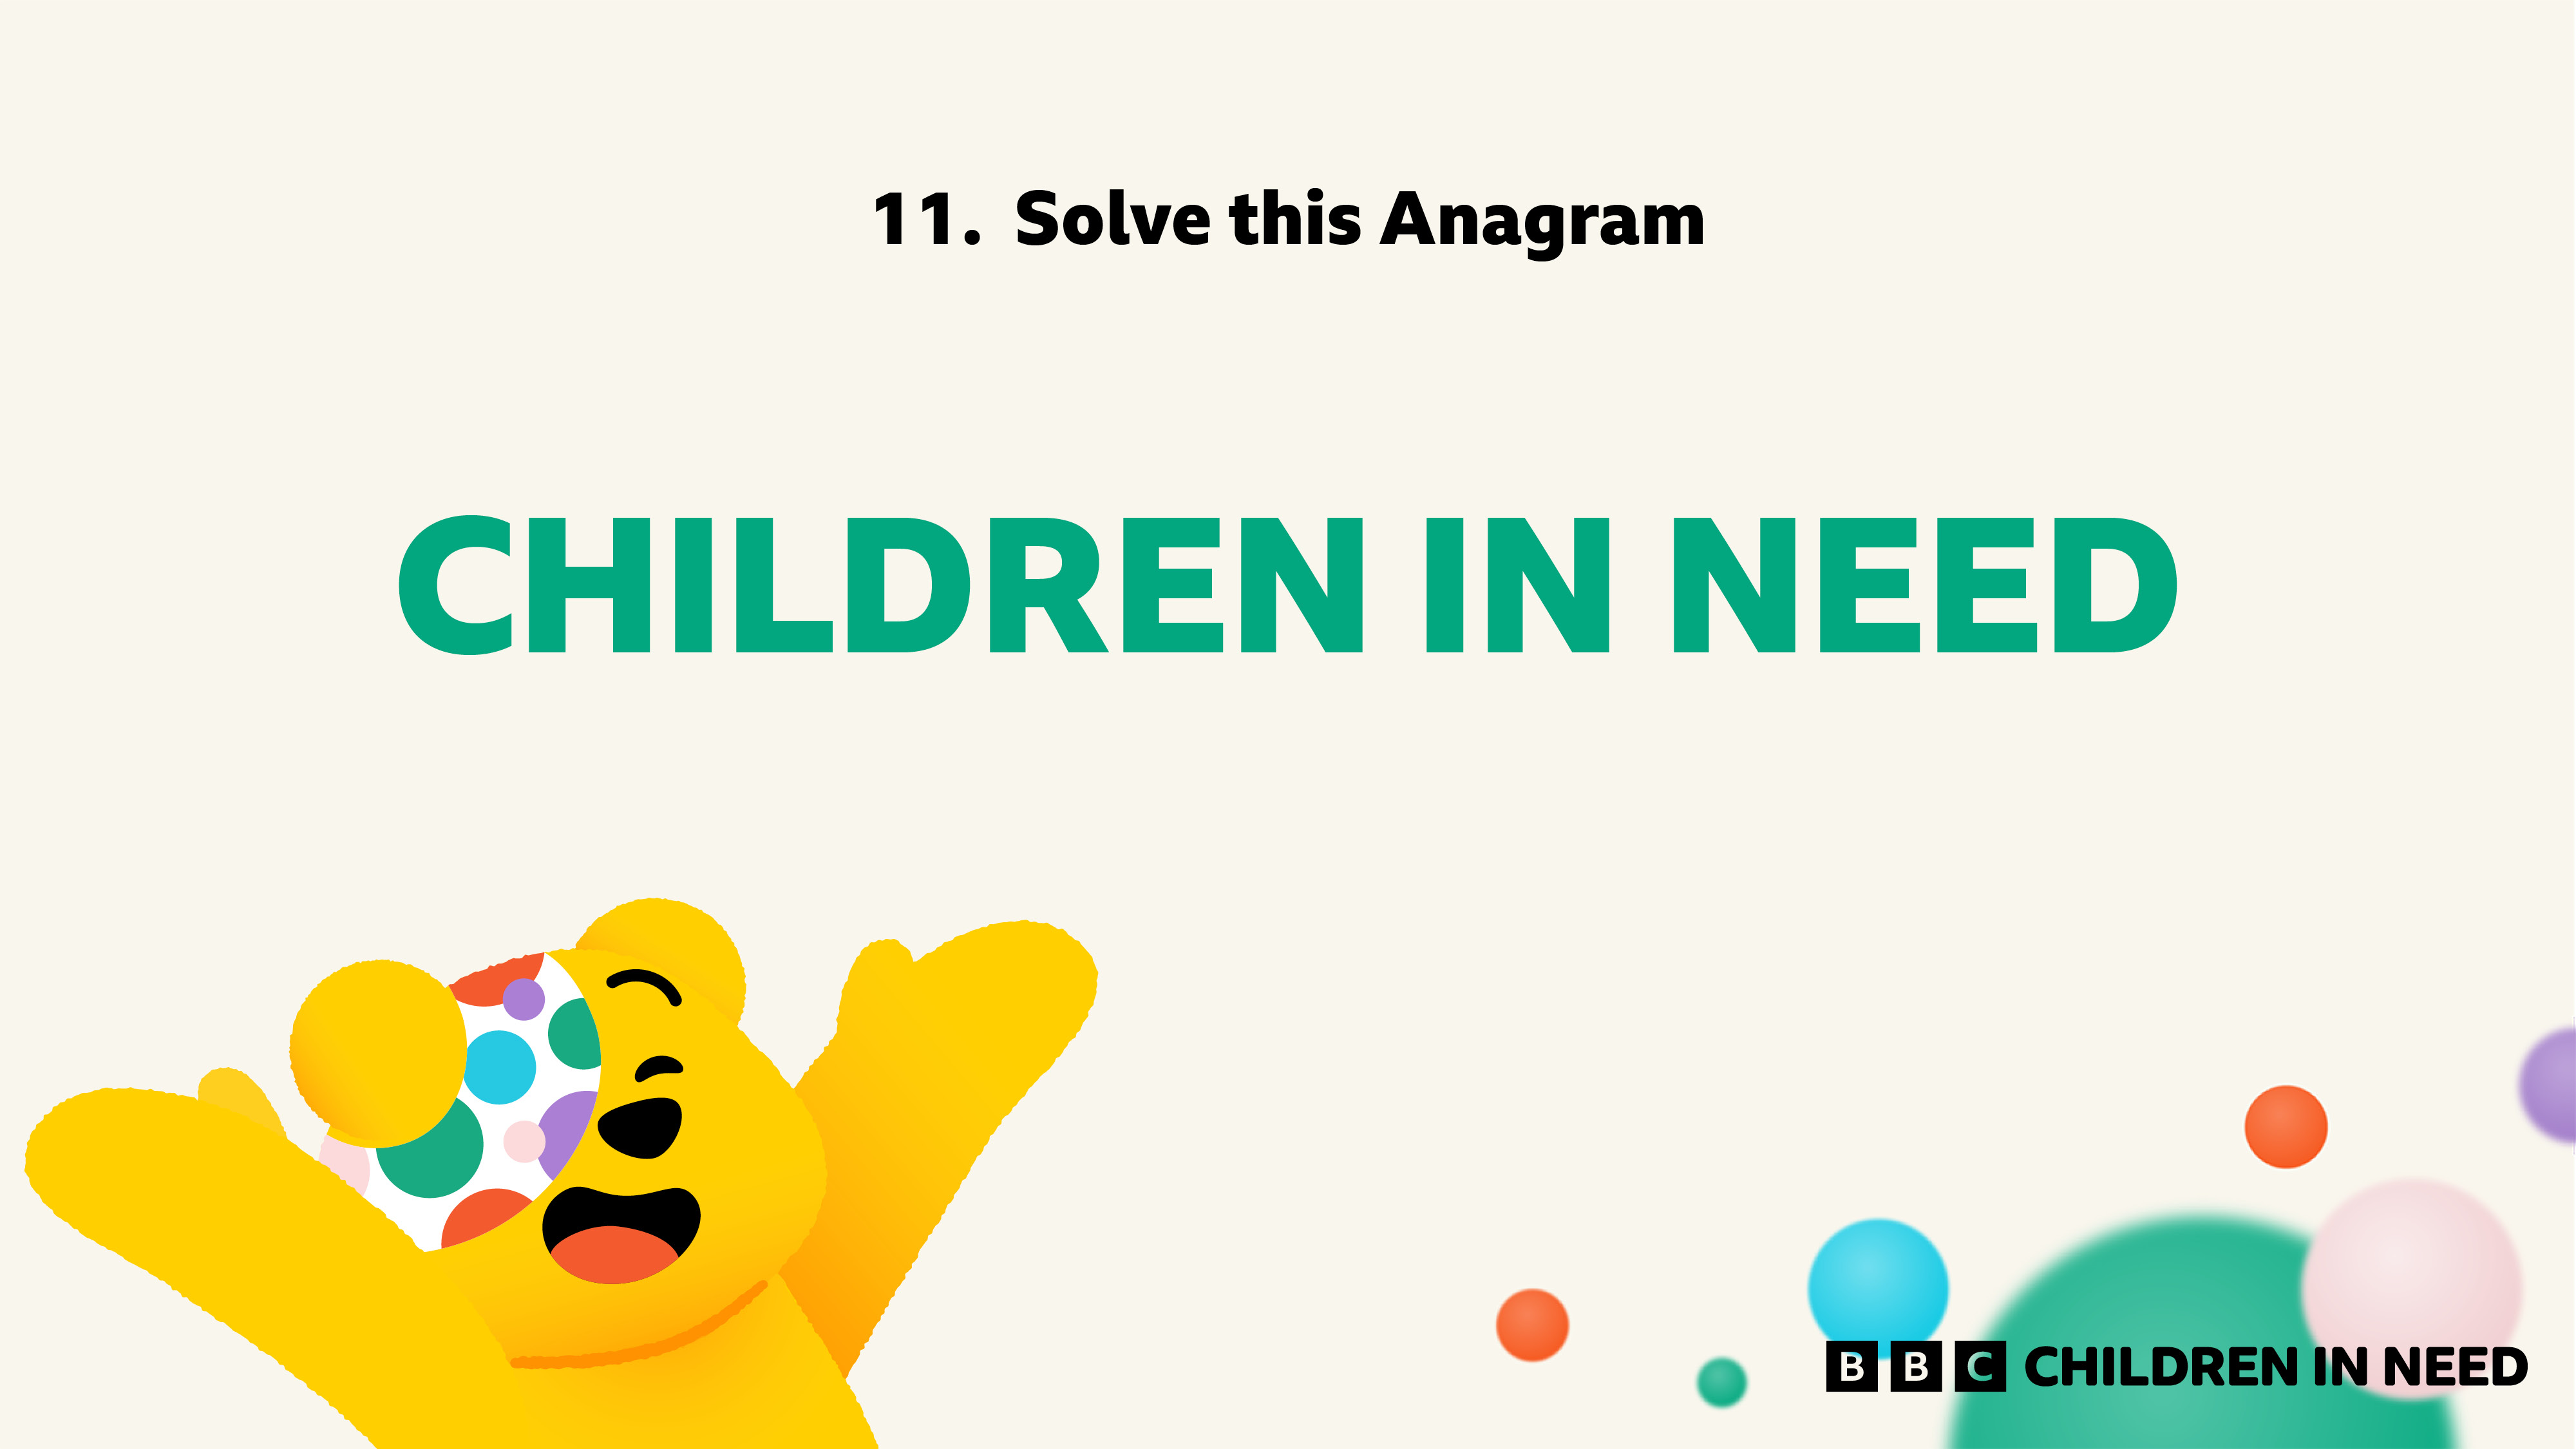 11. Solve this Anagram
CHILDREN IN NEED
BBC CHILDREN IN NEED